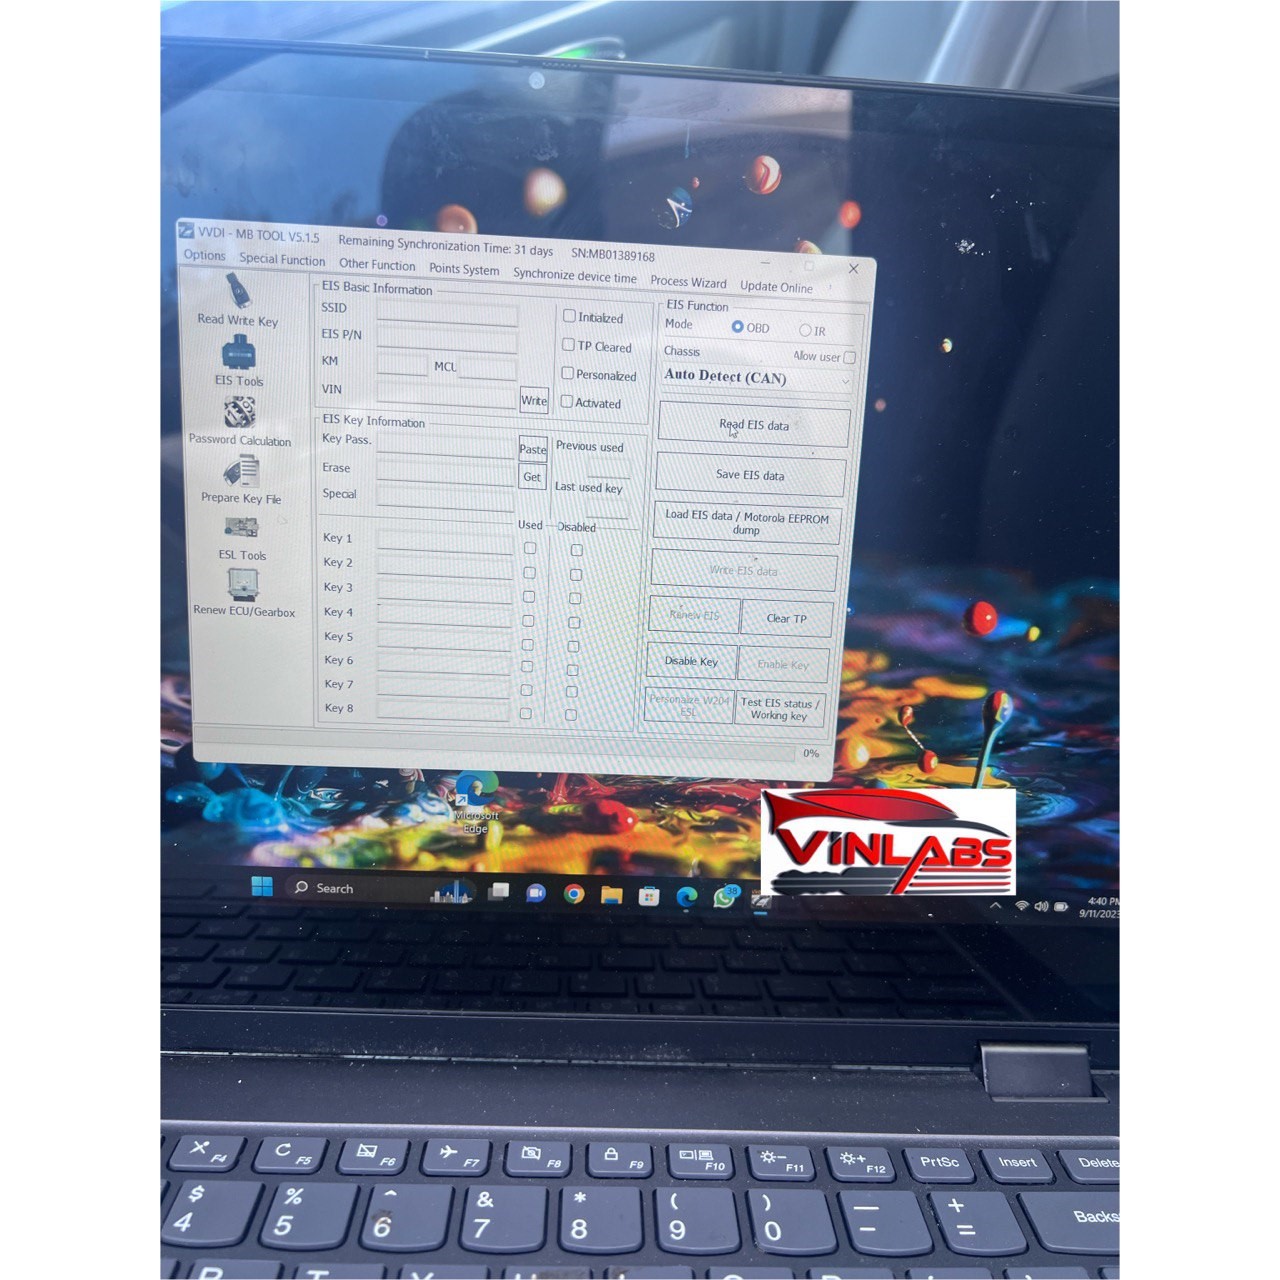 VVDI - MB TOOL V5.1.5 Remaining Synchronization Time: 31 days SN:MB01389168
Options Special Function Other Function Points System Synchronize device time Process Wizard Update Online
Read Write Key
EIS Tools
Password Calculation
Prepare Key File
ESL Tools
Renew ECU/Gearbox
EIS Basic Information
SSID
EIS P/N
KM MCU
VIN Write
Initialized
TP Cleared
Personalized
Activated
EIS Key Information
Key Pass. Paste Previous used
Erase Get
Last used key
Special
Used Disabled
Key 1
Key 2
Key 3
Key 4
Key 5
Key 6
Key 7
Key 8
EIS Function
Mode OBD IR
Chassis Allow user
Auto Detect (CAN)
Read EIS data
Save EIS data
Load EIS data / Motorola EEPROM
dump
Write EIS data
Renew EIS Clear TP
Disable Key Enable Key
Personalize W204
ESL
Test EIS status /
Working key
0%
Microsoft
Edge
VINLABS
Search
38
4:40 PM
9/11/2023
F4 F5 F6 F7 F8 F9 F10 F11 F12 PrtSc Insert Delete
$ % ^ & * ( ) — +
4 5 6 7 8 9 0 - =
Backs